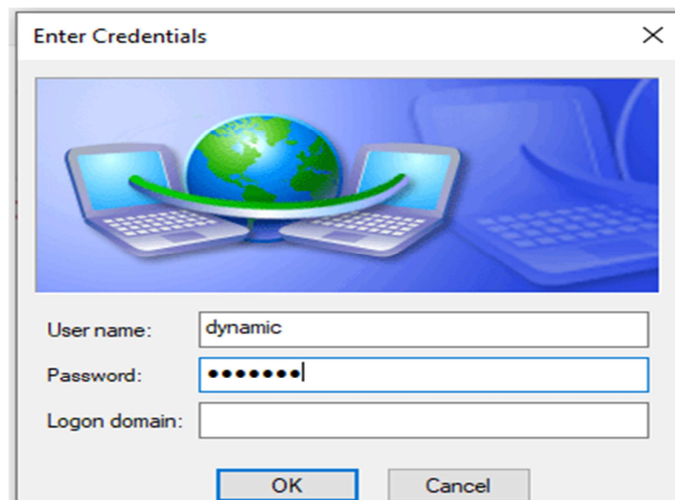 Enter Credentials
User name: dynamic
Password: •••••••
Logon domain:
OK Cancel